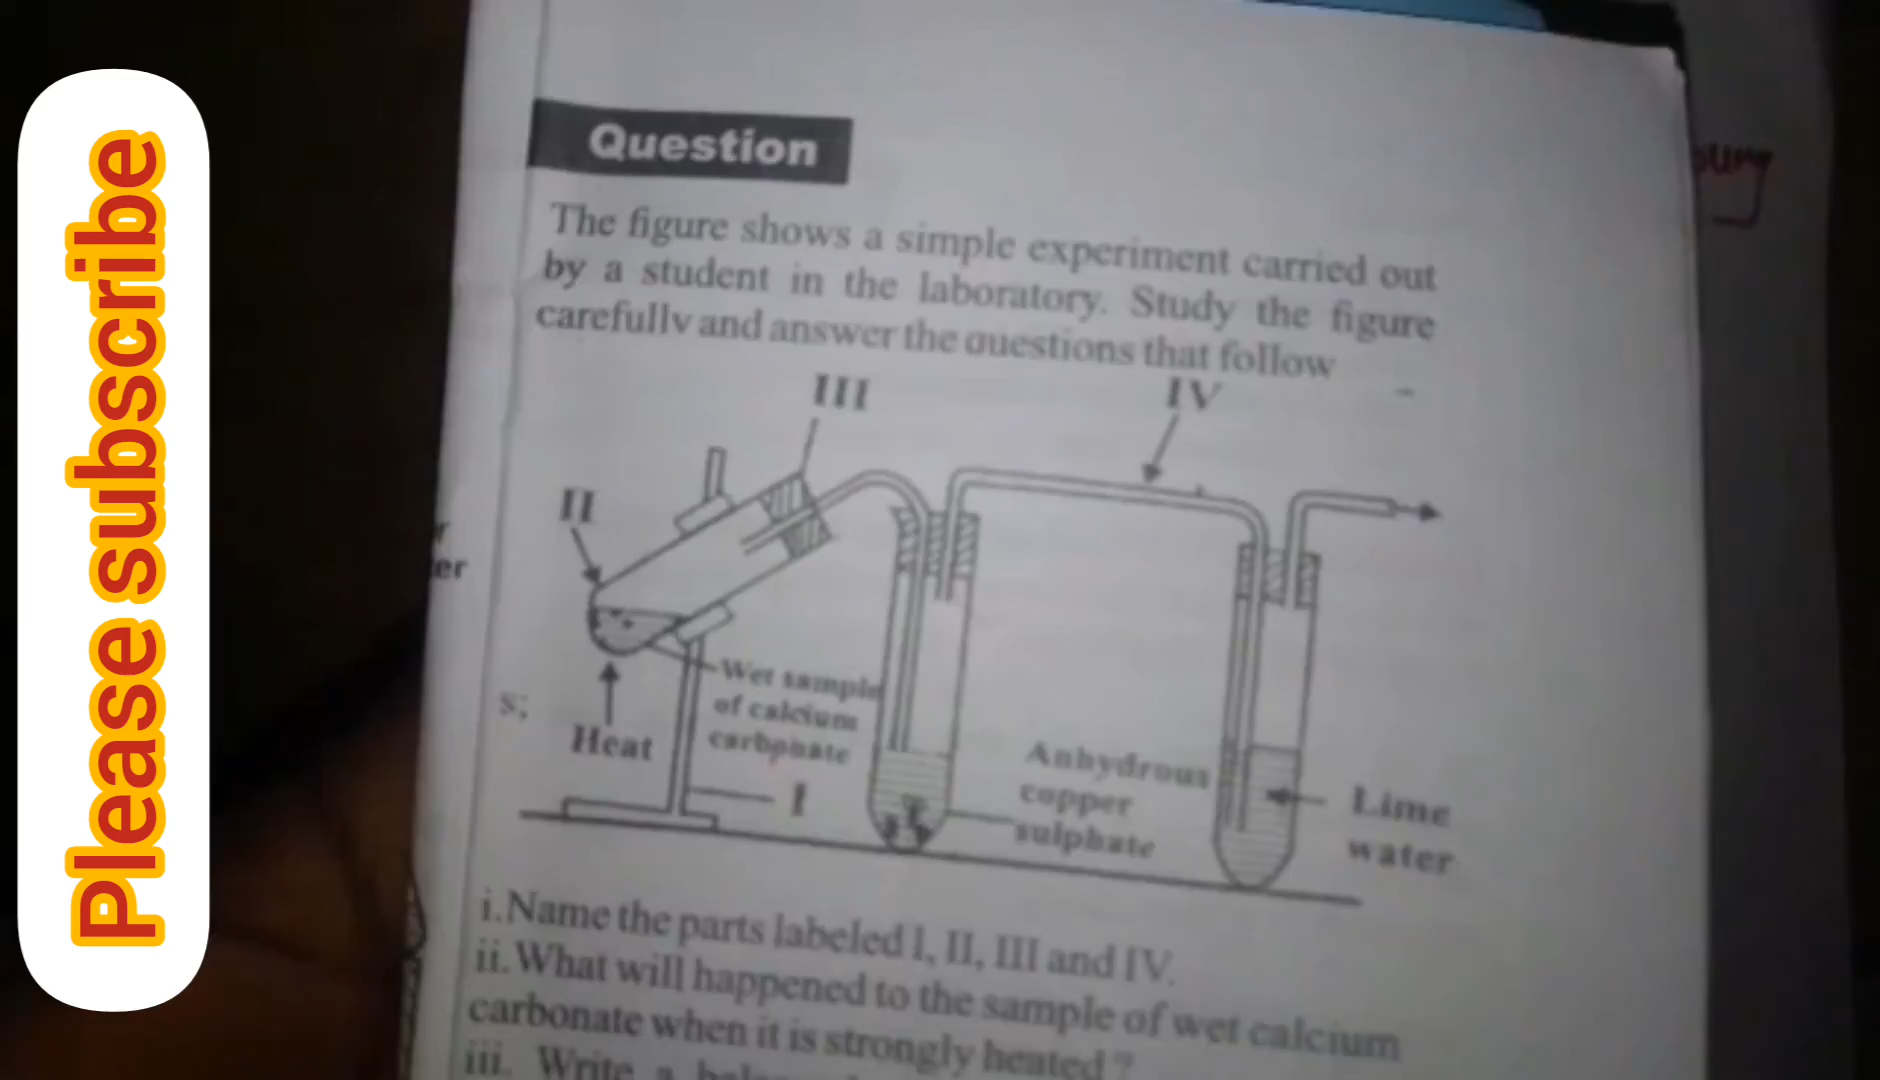 Please subscribe
Question
The figure shows a simple experiment carried out
by a student in the laboratory. Study the figure
carefully and answer the questions that follow
III
IV
II
er
Wet sample
of calcium
carbonate
s;
Heat
I
Anhydrous
copper
sulphate
Lime
water
i. Name the parts labeled I, II, III and IV.
ii. What will happened to the sample of wet calcium
carbonate when it is strongly heated ?
iii. Write a